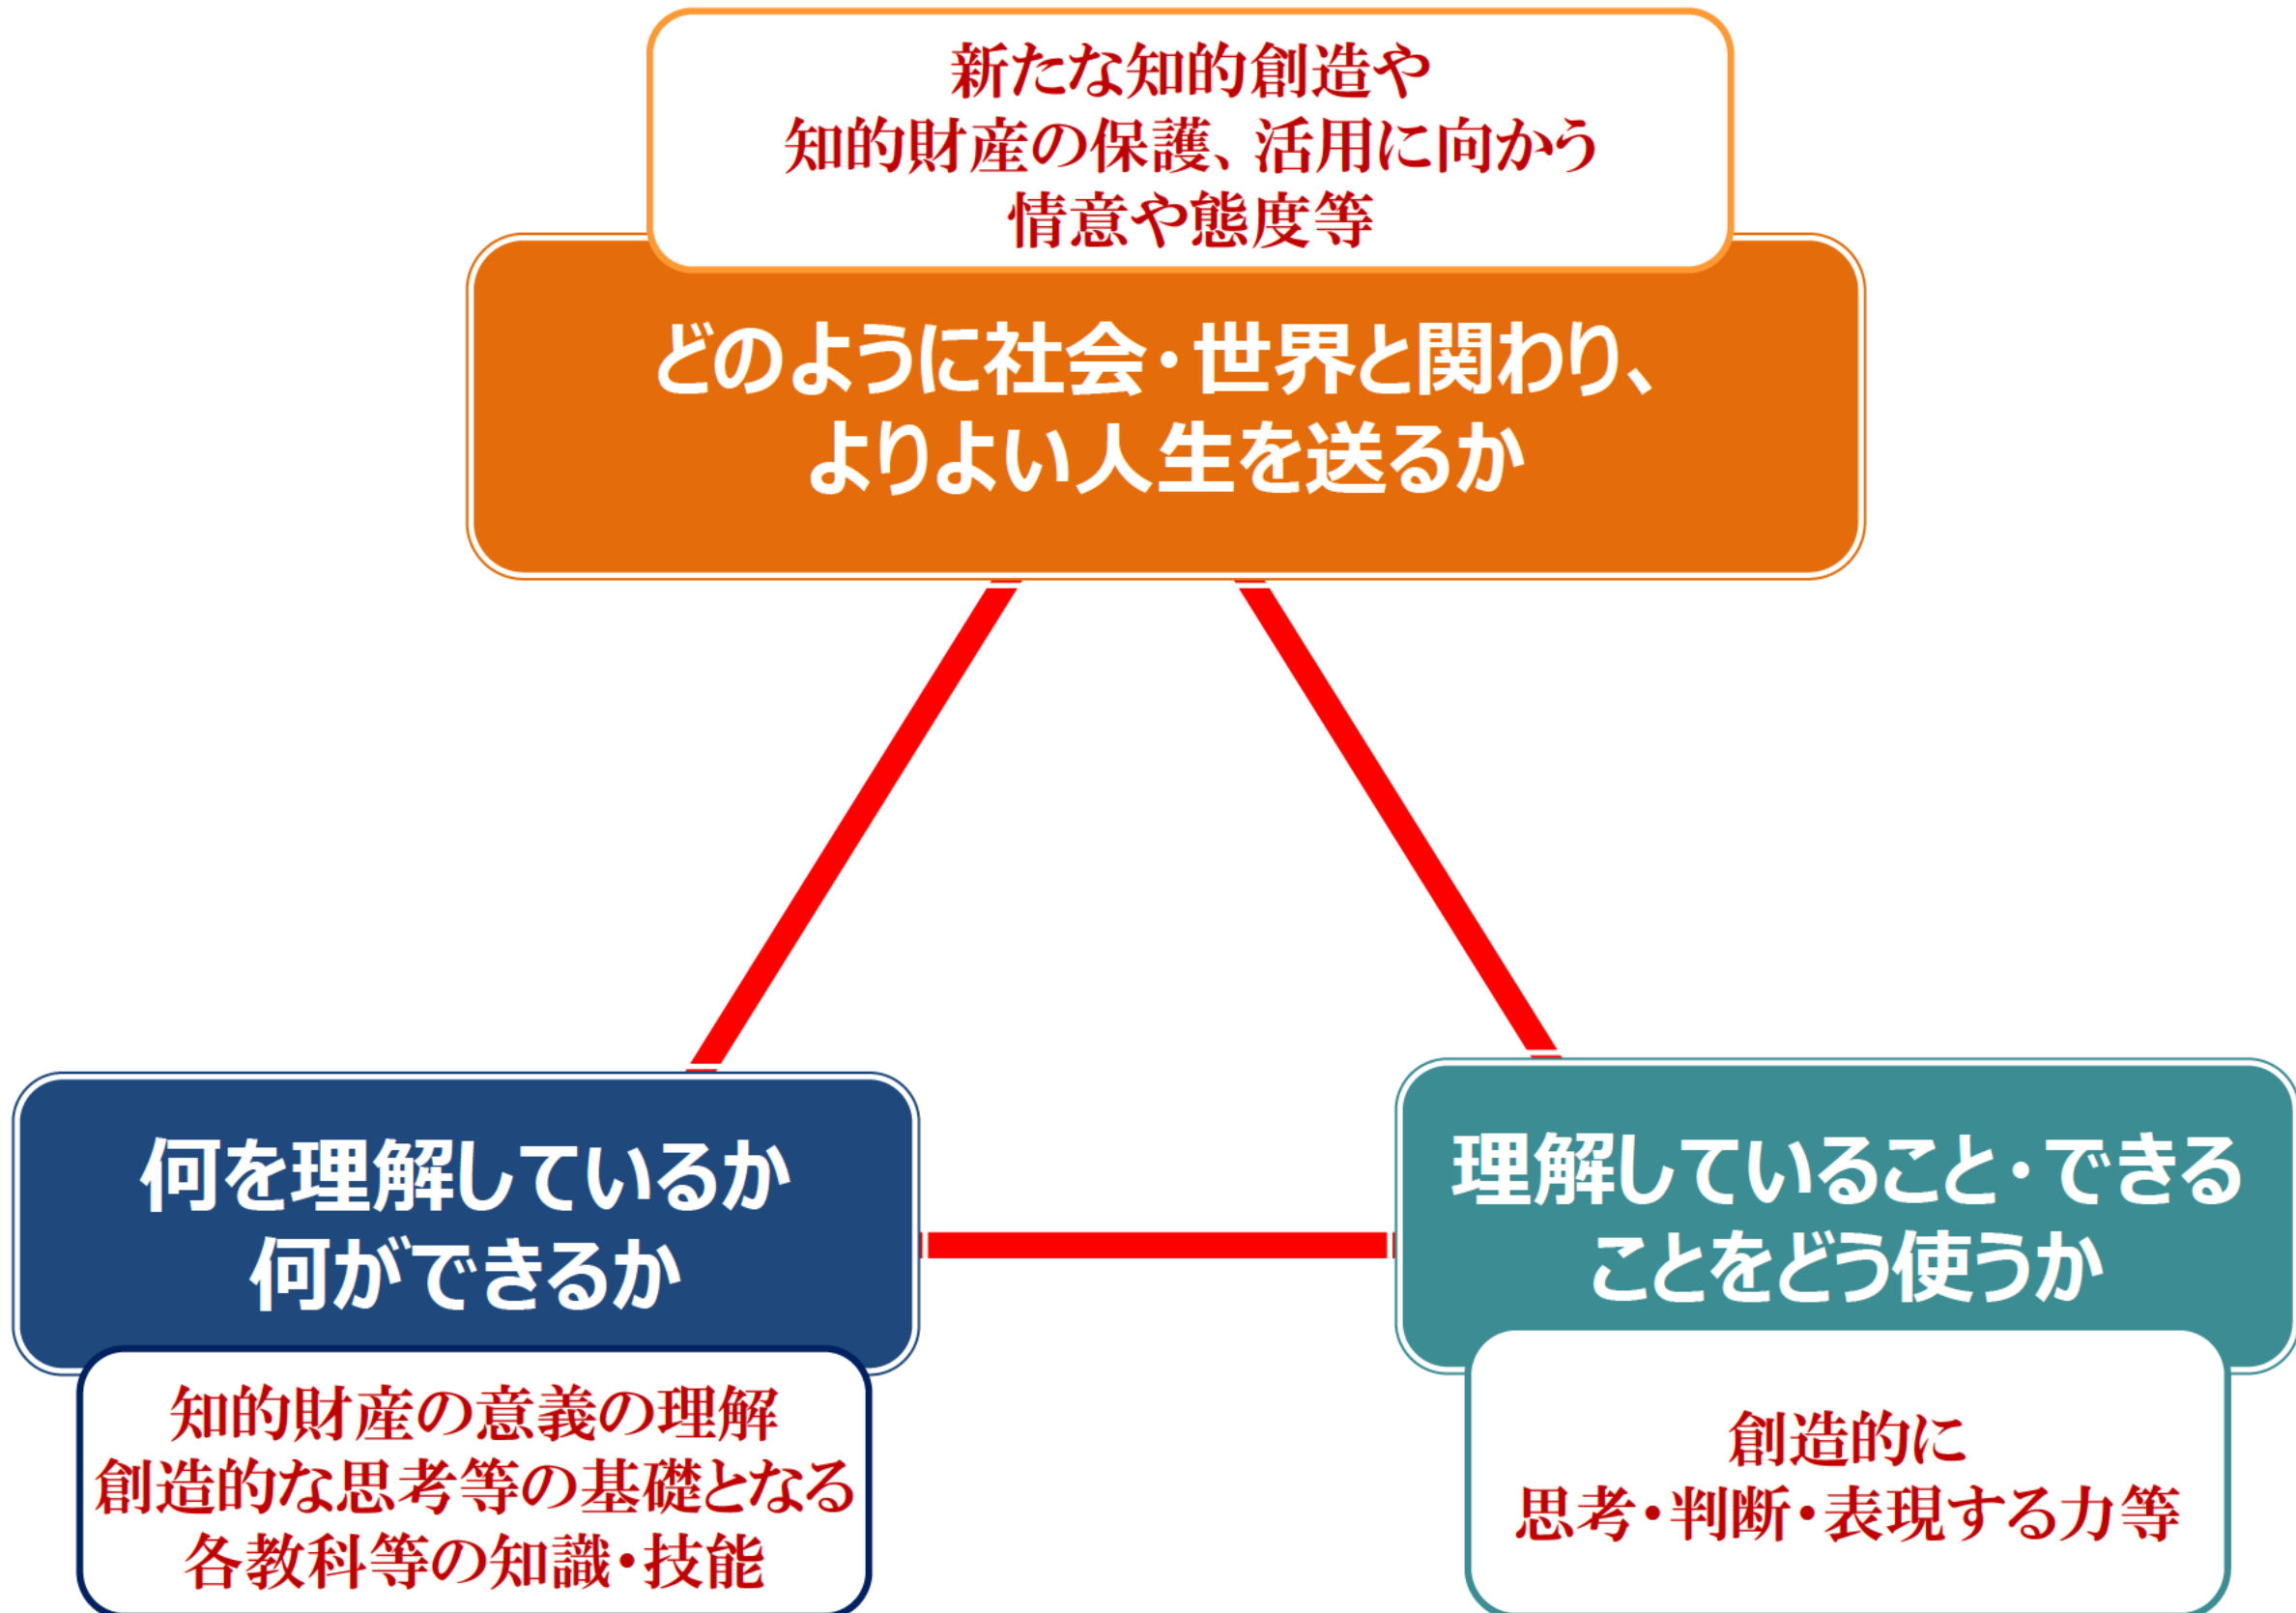 新たな知的創造や
知的財産の保護、活用に向かう
情意や態度等
どのように社会・世界と関わり、
よりよい人生を送るか
何を理解しているか
何ができるか
知的財産の意義の理解
創造的な思考等の基礎となる
各教科等の知識・技能
理解していること・できる
ことをどう使うか
創造的に
思考・判断・表現する力等